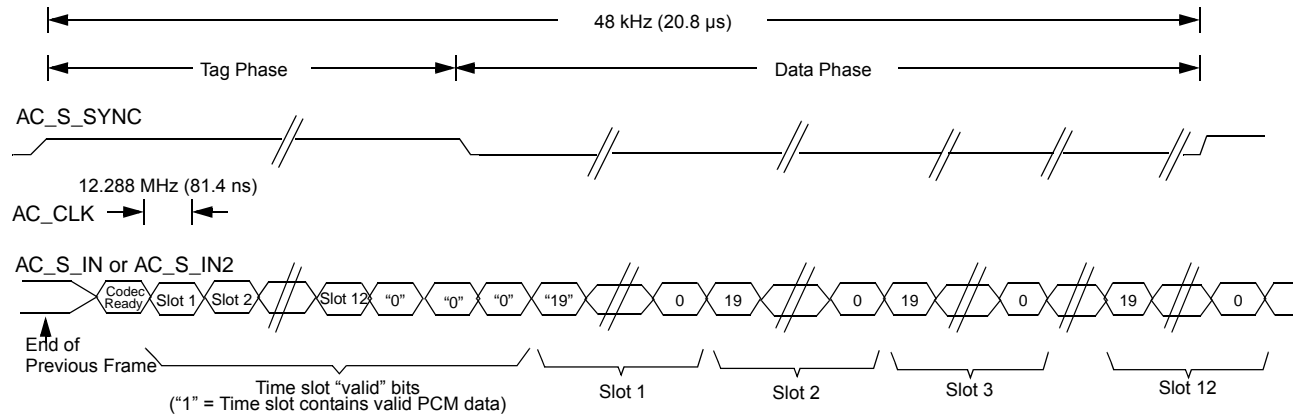 48 kHz (20.8 µs)
Tag Phase
Data Phase
AC_S_SYNC
12.288 MHz (81.4 ns)
AC_CLK
AC_S_IN or AC_S_IN2
Codec
Ready
Slot 1
Slot 2
Slot 12
“0”
“0”
“0”
“19”
0
19
0
19
0
19
0
End of
Previous Frame
Time slot “valid” bits
(“1” = Time slot contains valid PCM data)
Slot 1
Slot 2
Slot 3
Slot 12